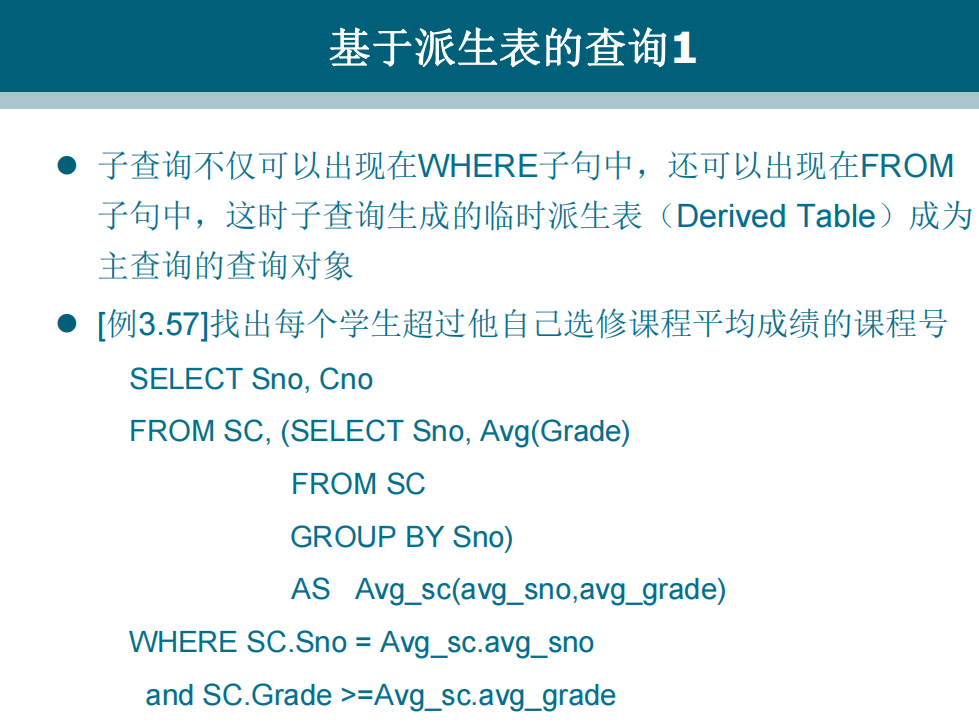 基于派生表的查询1
● 子查询不仅可以出现在WHERE子句中，还可以出现在FROM
子句中，这时子查询生成的临时派生表（Derived Table）成为
主查询的查询对象
● [例3.57]找出每个学生超过他自己选修课程平均成绩的课程号
SELECT Sno, Cno
FROM SC, (SELECT Sno, Avg(Grade)
FROM SC
GROUP BY Sno)
AS Avg_sc(avg_sno,avg_grade)
WHERE SC.Sno = Avg_sc.avg_sno
and SC.Grade >=Avg_sc.avg_grade